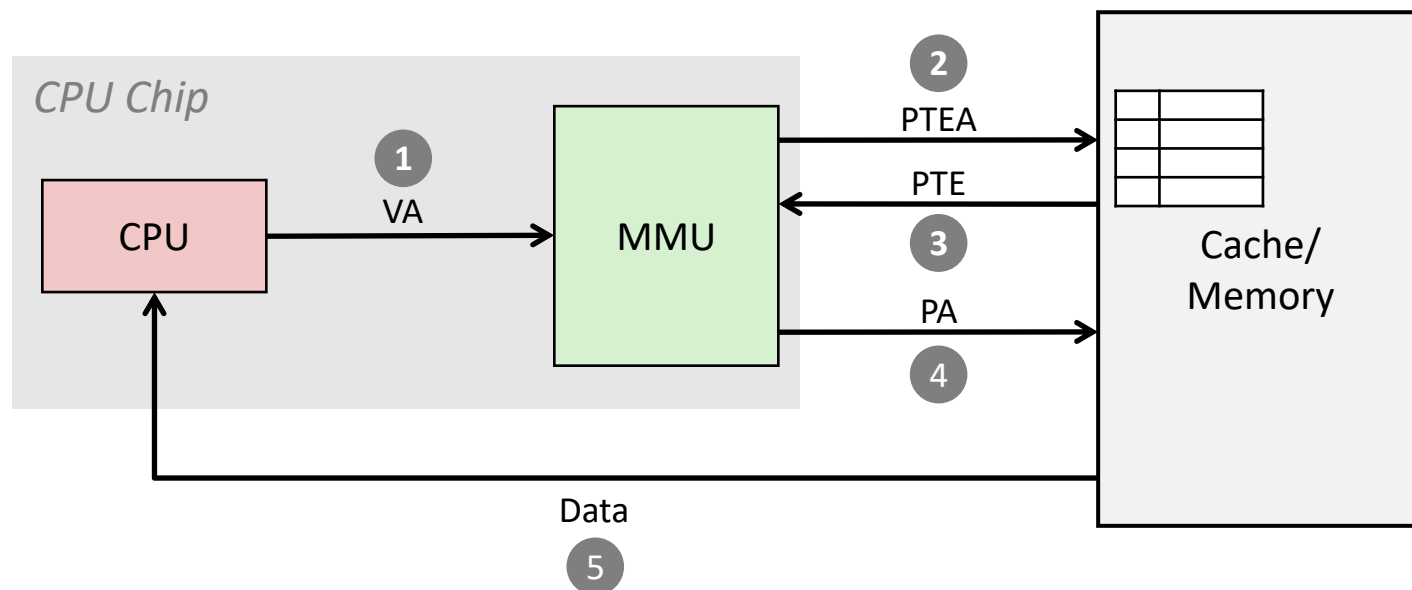 CPU Chip
2
PTEA
1
VA
CPU
MMU
PTE
3
Cache/
Memory
PA
4
Data
5